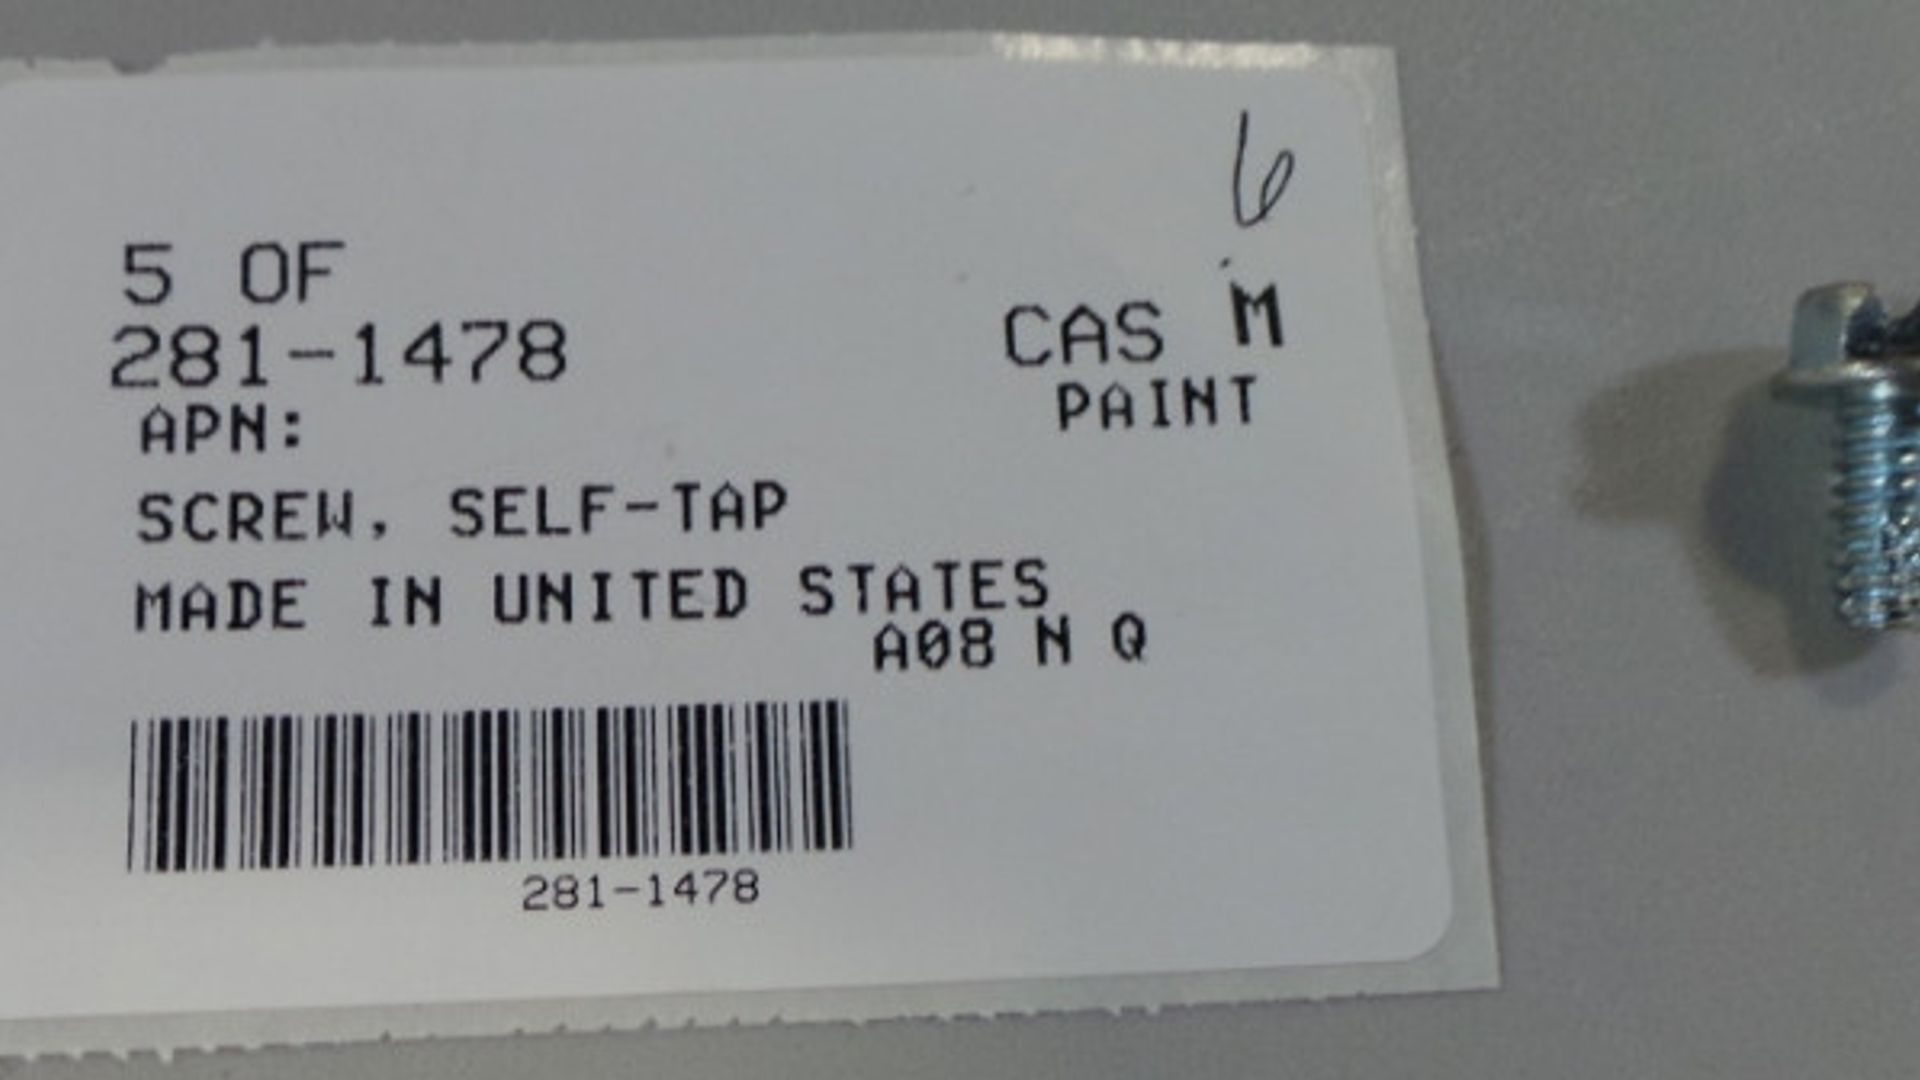 6
5 OF
281-1478
CAS M
APN:
PAINT
SCREW, SELF-TAP
MADE IN UNITED STATES
A08 N Q
281-1478